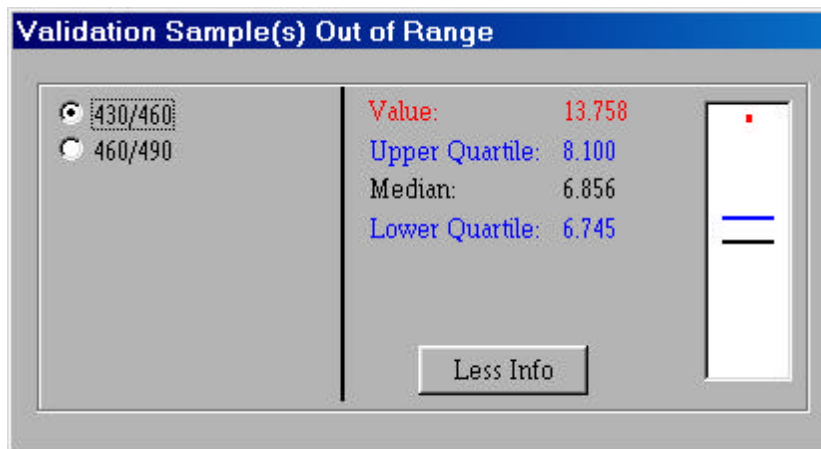 Validation Sample(s) Out of Range
430/460
460/490
Value: 13.758
Upper Quartile: 8.100
Median: 6.856
Lower Quartile: 6.745
Less Info